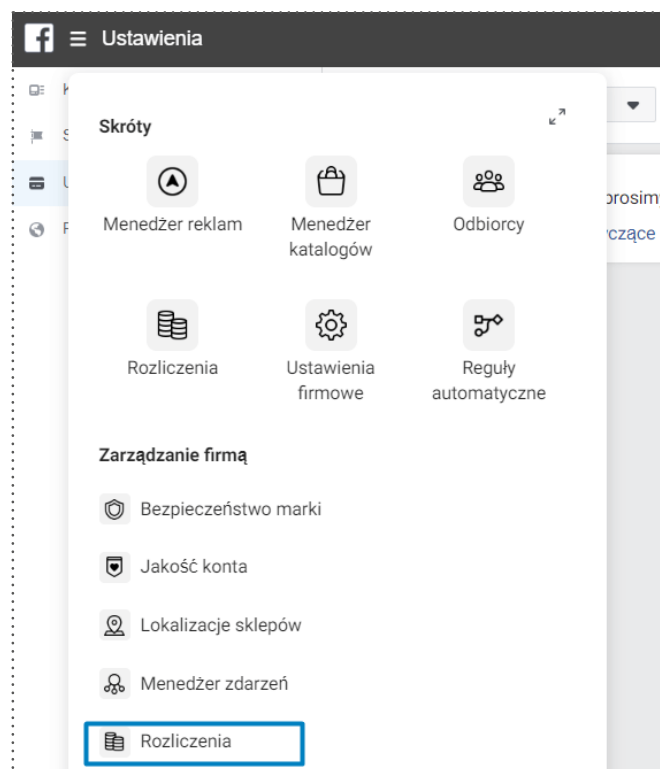 Ustawienia
Skróty
Menedżer reklam
Menedżer
katalogów
Odbiorcy
Rozliczenia
Ustawienia
firmowe
Reguły
automatyczne
Zarządzanie firmą
Bezpieczeństwo marki
Jakość konta
Lokalizacje sklepów
Menedżer zdarzeń
Rozliczenia